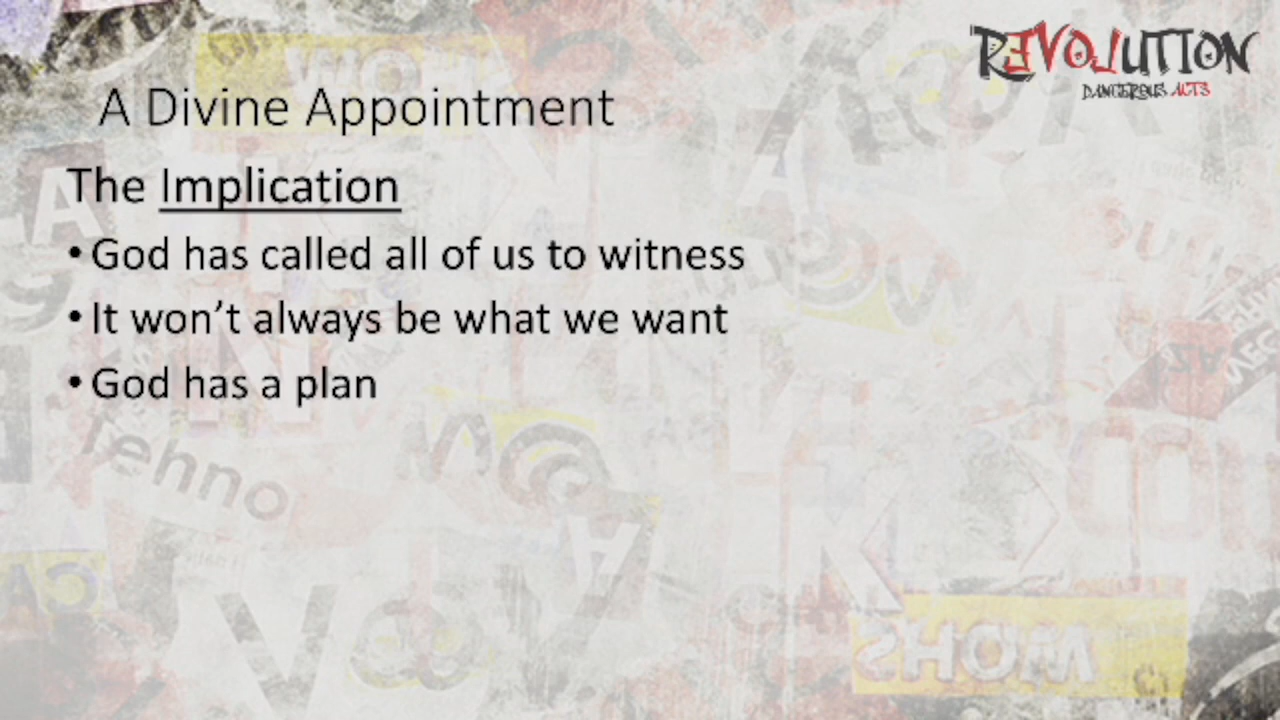 REVOLUTION
DANGEROUS ACTS
A Divine Appointment
The Implication
• God has called all of us to witness
• It won’t always be what we want
• God has a plan
Tehno